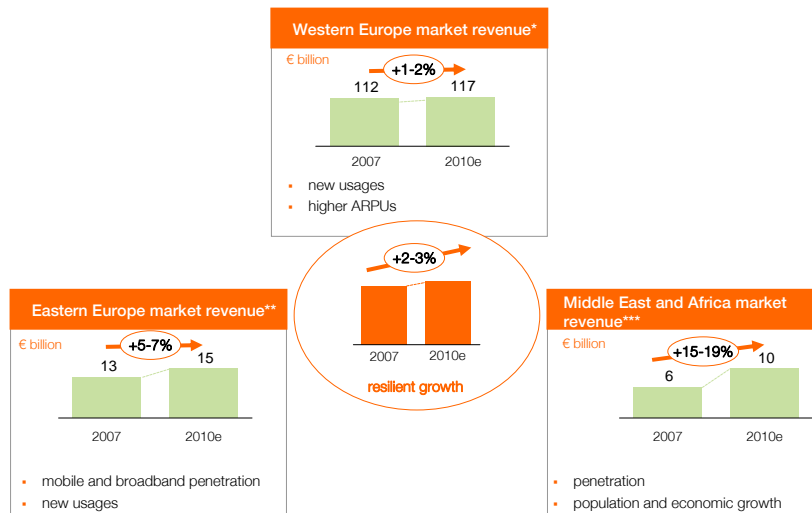 Western Europe market revenue*
€ billion
+1-2%
112
117
2007
2010e
▪ new usages
▪ higher ARPUs
+2-3%
2007
2010e
resilient growth
Eastern Europe market revenue**
€ billion
+5-7%
13
15
2007
2010e
▪ mobile and broadband penetration
▪ new usages
Middle East and Africa market
revenue***
€ billion
+15-19%
6
10
2007
2010e
▪ penetration
▪ population and economic growth